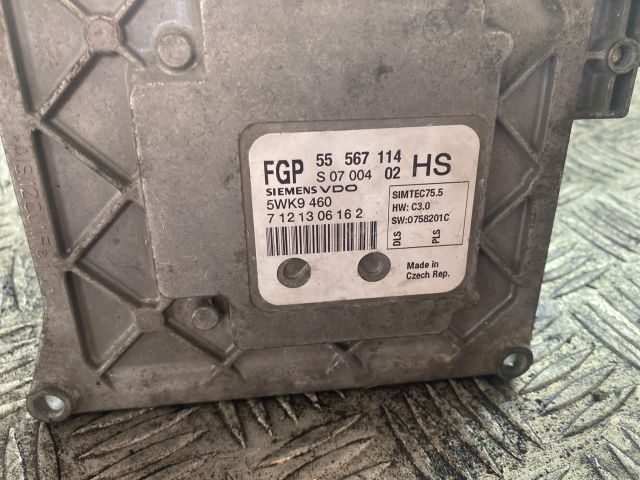 FGP 55 567 114 HS
S 07 004 02
SIEMENS VDO
5WK9 460
7 12 13 06 16 2
SIMTEC75.5
HW: C3.0
SW:0758201C
DLS
PLS
Made in
Czech Rep.